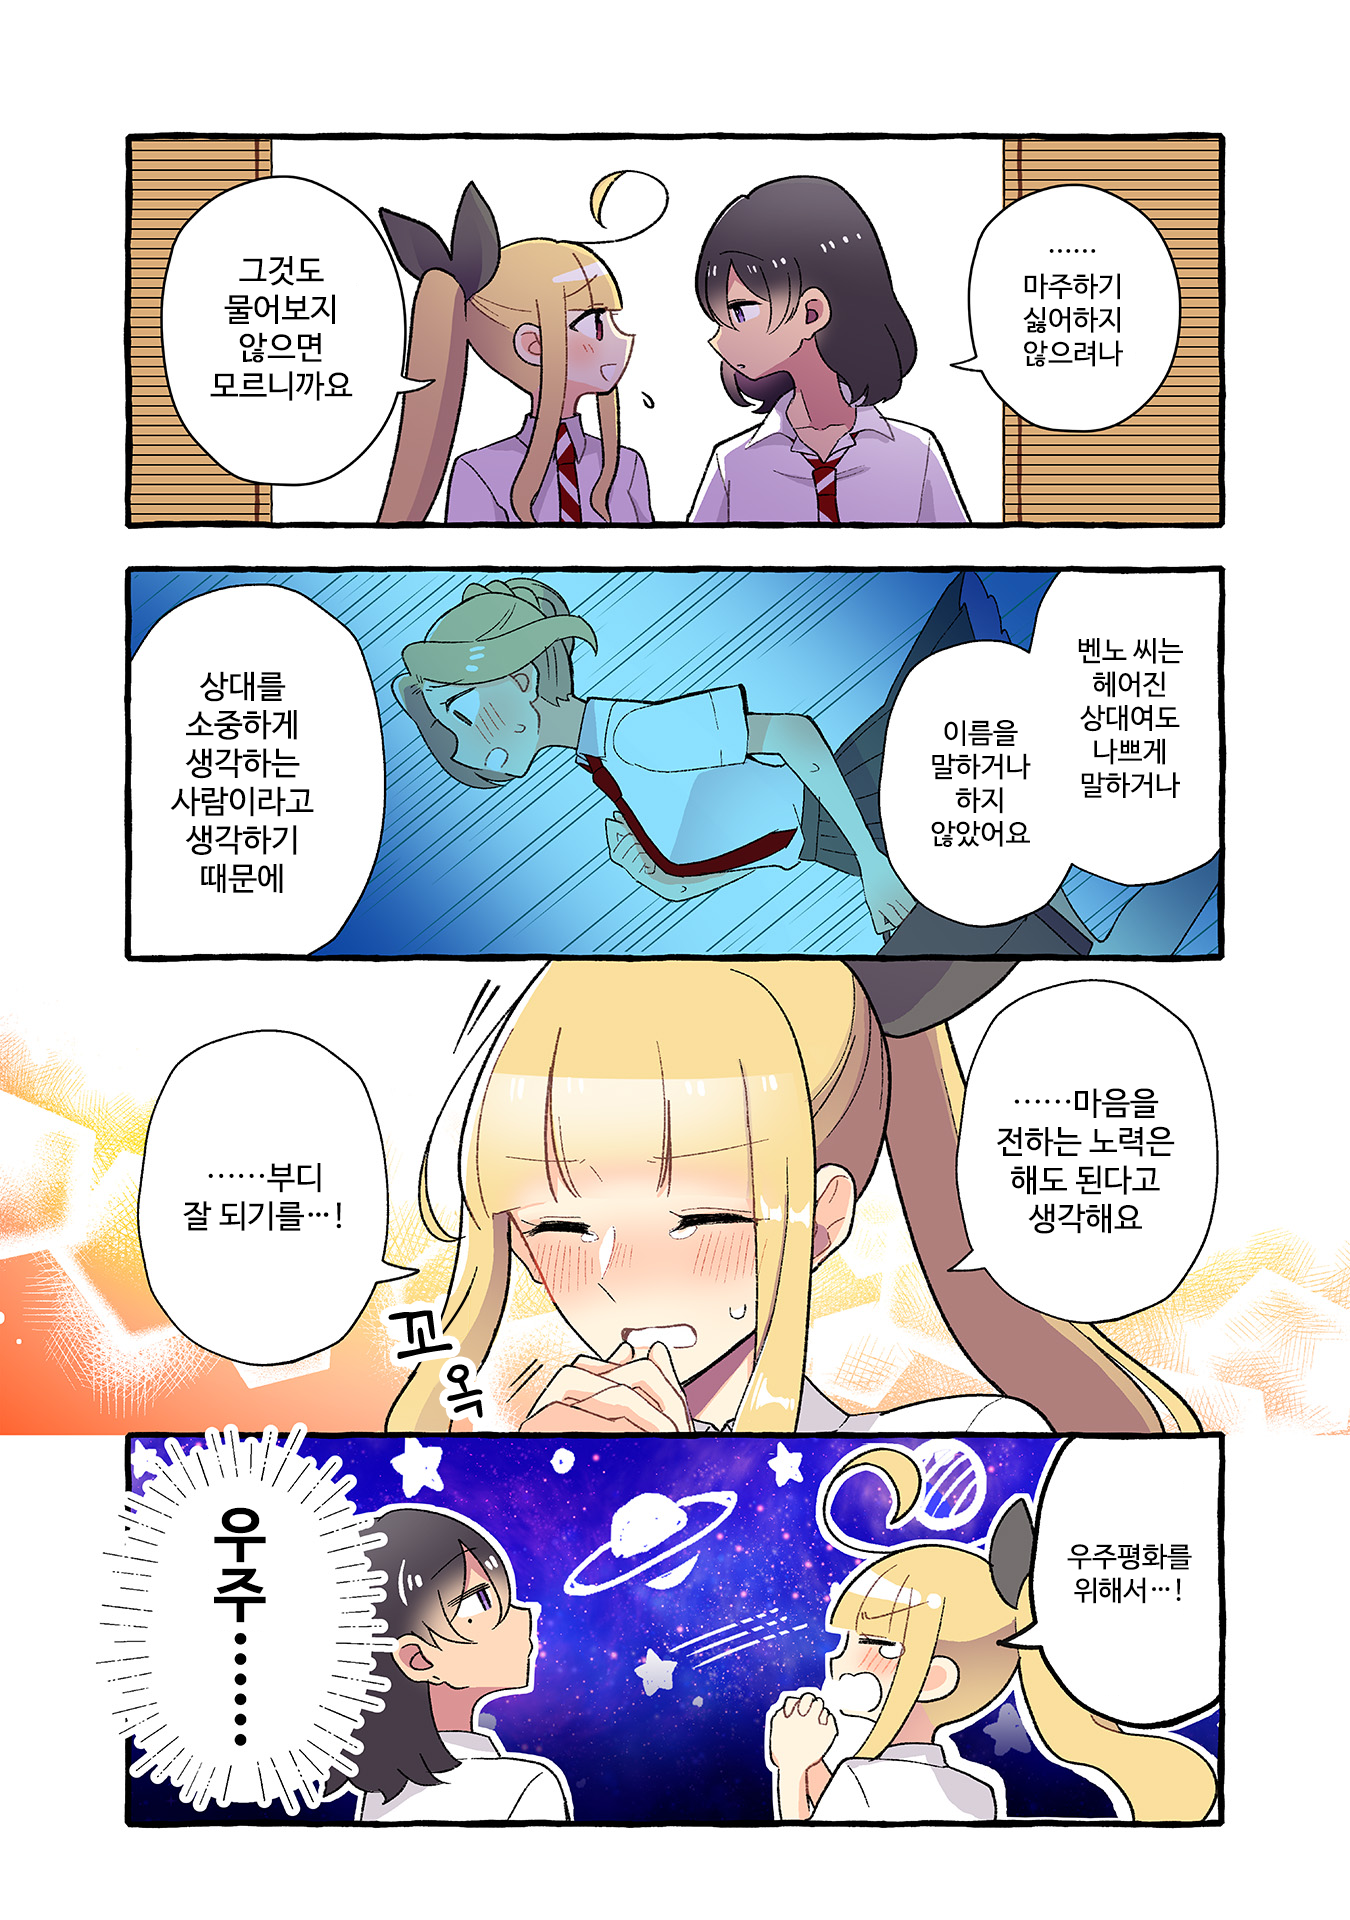 ……
마주하기
싫어하지
않으려나
그것도
물어보지
않으면
모르니까요
벤노 씨는
헤어진
상대여도
나쁘게
말하거나
이름을
말하거나
하지
않았어요
상대를
소중하게
생각하는
사람이라고
생각하기
때문에
……마음을
전하는 노력은
해도 된다고
생각해요
……부디
잘 되기를…!
꼬
옥
우주평화를
위해서…!
우주……